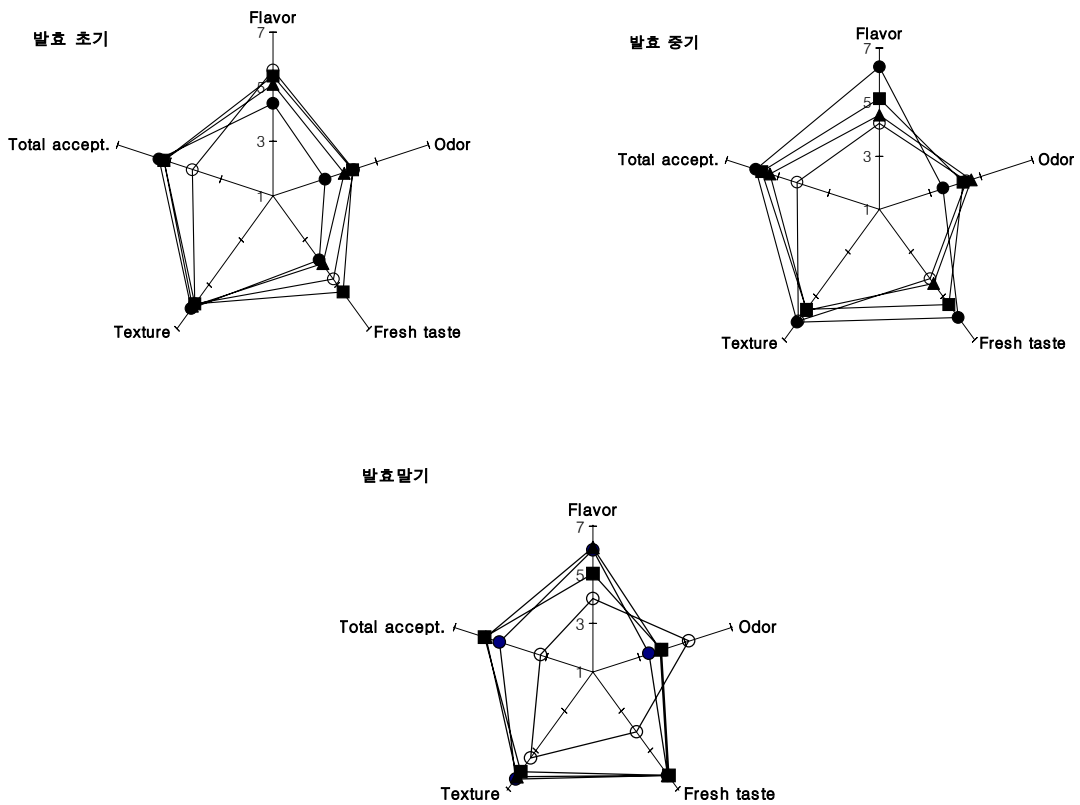 발효 초기
Flavor
7
5
3
1
Total accept.
Odor
Texture
Fresh taste
발효 중기
Flavor
7
5
3
1
Total accept.
Odor
Texture
Fresh taste
발효말기
Flavor
7
5
3
1
Total accept.
Odor
Texture
Fresh taste